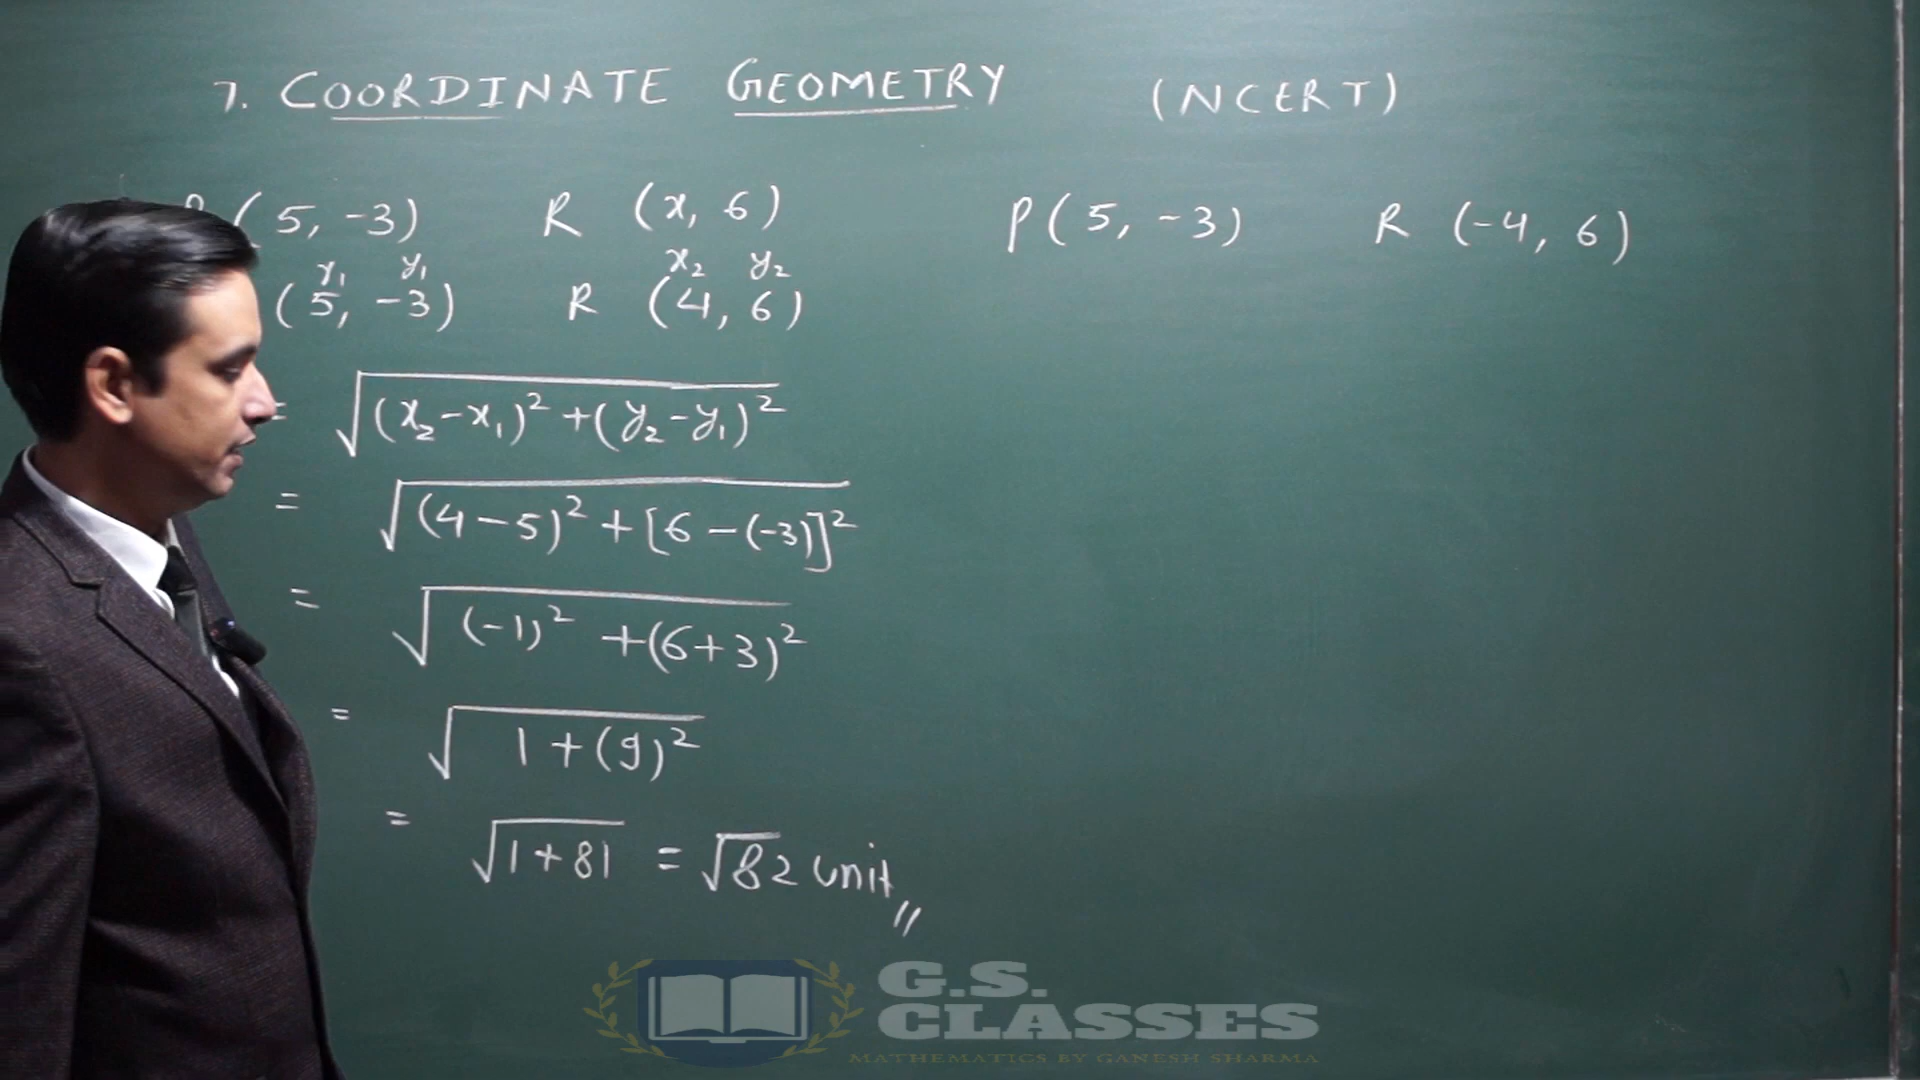 7. COORDINATE GEOMETRY (NCERT)
(5, -3) R (x, 6)
x₁ y₁ x₂ y₂
(5, -3) R (4, 6)
= √(x₂-x₁)² +(y₂-y₁)²
= √(4-5)² + [6-(-3)]²
= √(-1)² +(6+3)²
= √1+(9)²
= √1+81 = √82 unit,,
P(5, -3) R (-4, 6)
G.S.
CLASSES
MATHEMATICS BY GANESH SHARMA